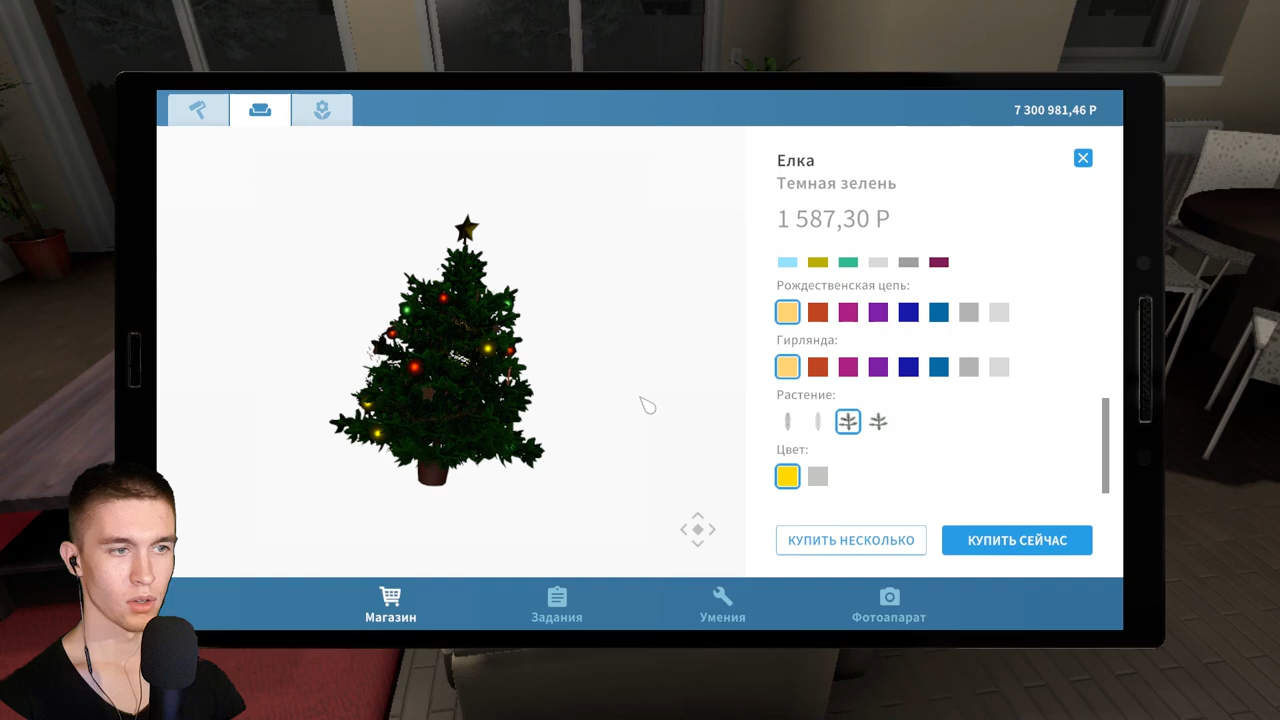 7 300 981,46 Р
Елка
Темная зелень
1 587,30 Р
Рождественская цепь:
Гирлянда:
Растение:
Цвет:
КУПИТЬ НЕСКОЛЬКО
КУПИТЬ СЕЙЧАС
Магазин
Задания
Умения
Фотоапарат